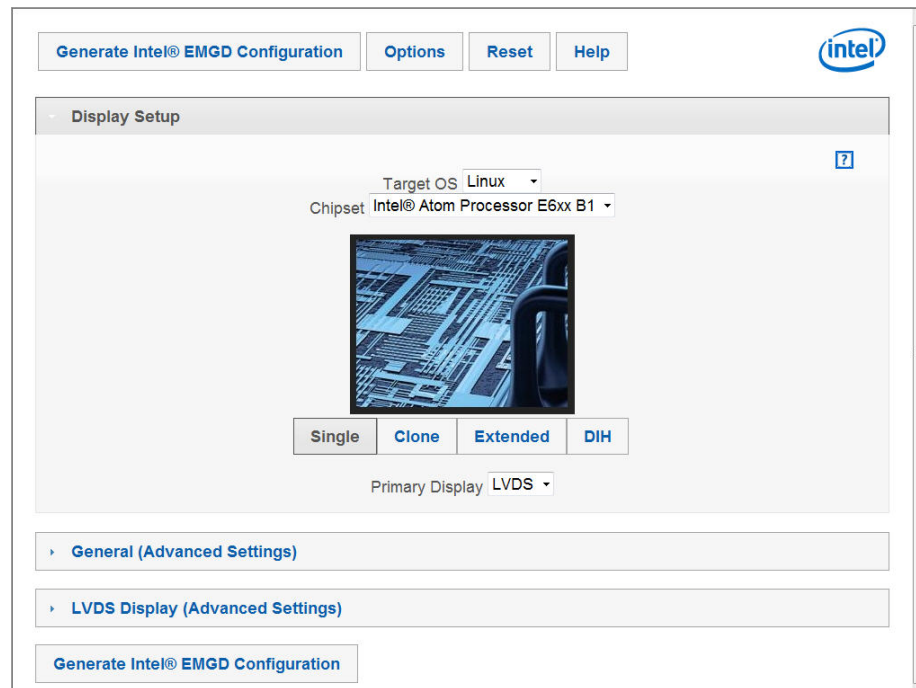 Generate Intel® EMGD Configuration Options Reset Help
intel
Display Setup
?
Target OS Linux
Chipset Intel® Atom Processor E6xx B1
Single Clone Extended DIH
Primary Display LVDS
General (Advanced Settings)
LVDS Display (Advanced Settings)
Generate Intel® EMGD Configuration